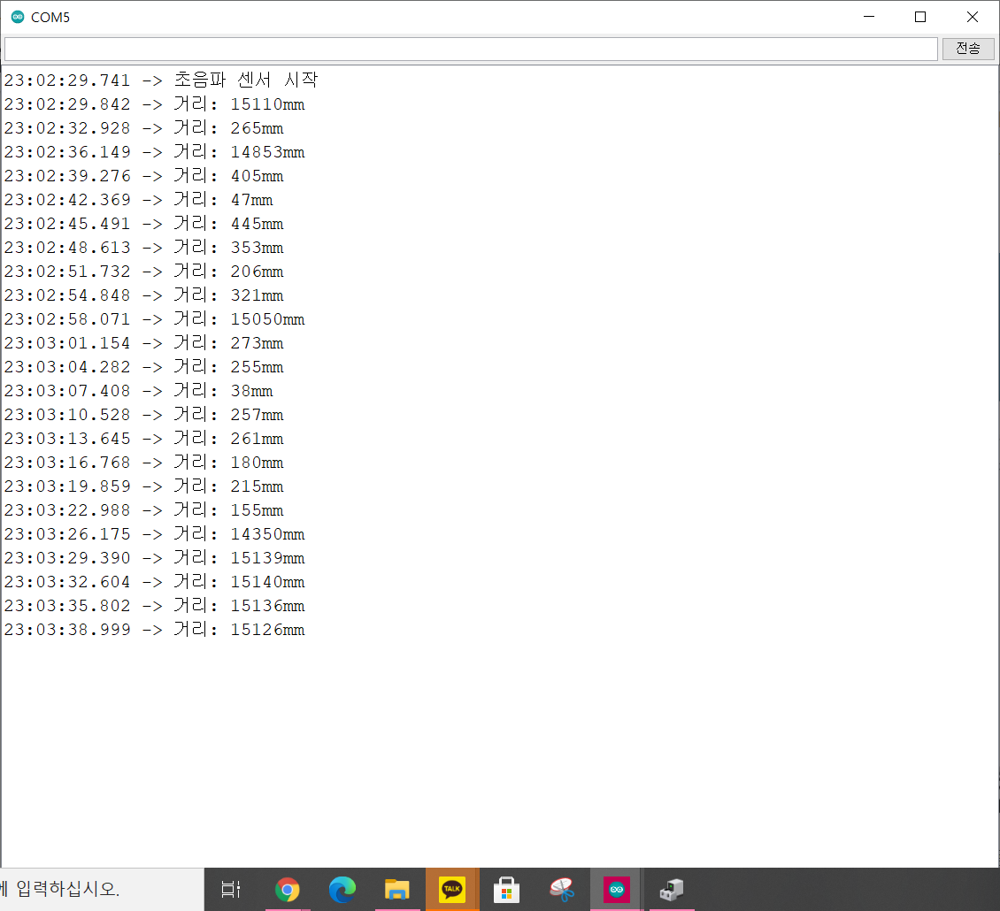 COM5
전송
23:02:29.741 -> 초음파 센서 시작
23:02:29.842 -> 거리: 15110mm
23:02:32.928 -> 거리: 265mm
23:02:36.149 -> 거리: 14853mm
23:02:39.276 -> 거리: 405mm
23:02:42.369 -> 거리: 47mm
23:02:45.491 -> 거리: 445mm
23:02:48.613 -> 거리: 353mm
23:02:51.732 -> 거리: 206mm
23:02:54.848 -> 거리: 321mm
23:02:58.071 -> 거리: 15050mm
23:03:01.154 -> 거리: 273mm
23:03:04.282 -> 거리: 255mm
23:03:07.408 -> 거리: 38mm
23:03:10.528 -> 거리: 257mm
23:03:13.645 -> 거리: 261mm
23:03:16.768 -> 거리: 180mm
23:03:19.859 -> 거리: 215mm
23:03:22.988 -> 거리: 155mm
23:03:26.175 -> 거리: 14350mm
23:03:29.390 -> 거리: 15139mm
23:03:32.604 -> 거리: 15140mm
23:03:35.802 -> 거리: 15136mm
23:03:38.999 -> 거리: 15126mm
에 입력하십시오.
TALK